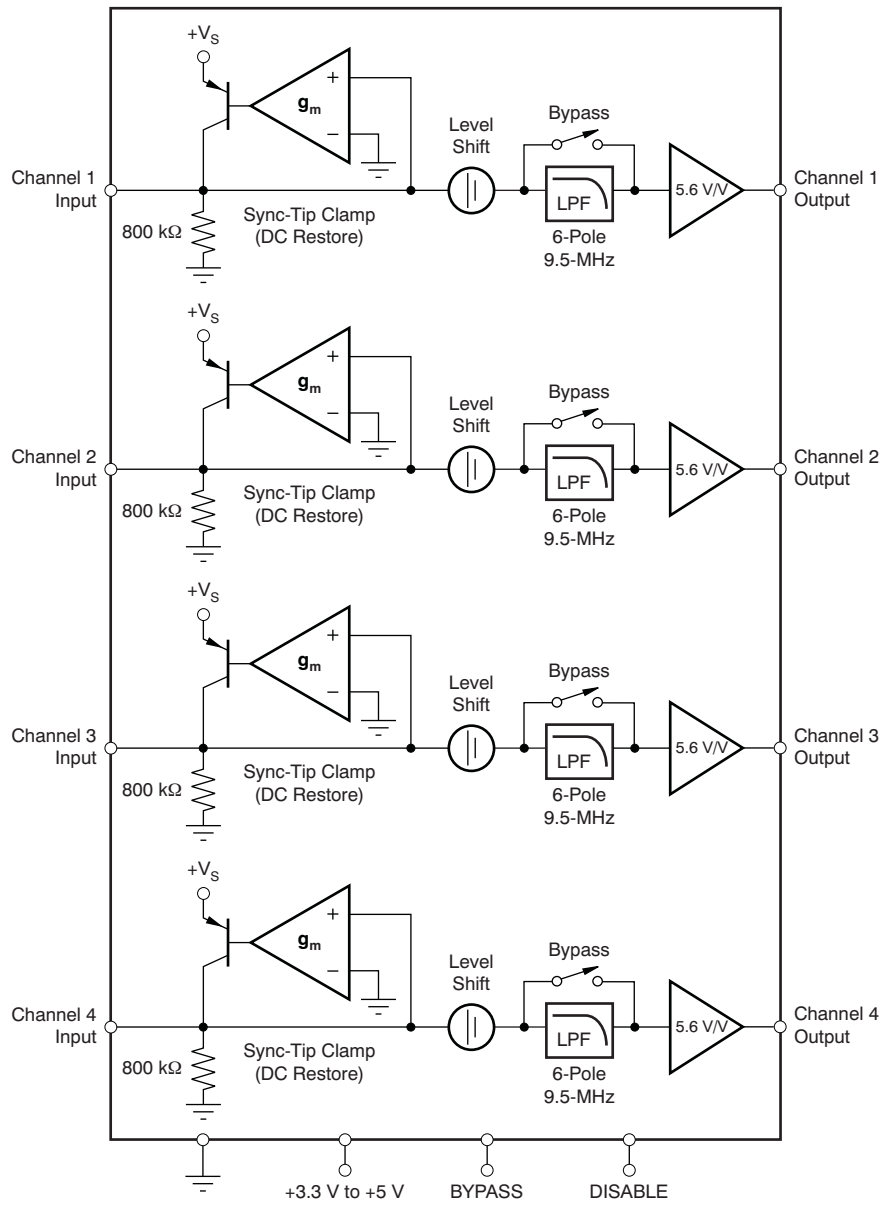 +VS
+
gm
−
Level
Shift
Bypass
Channel 1
Input
LPF
5.6 V/V
Channel 1
Output
800 kΩ
Sync-Tip Clamp
(DC Restore)
6-Pole
9.5-MHz
+VS
+
gm
−
Level
Shift
Bypass
Channel 2
Input
LPF
5.6 V/V
Channel 2
Output
800 kΩ
Sync-Tip Clamp
(DC Restore)
6-Pole
9.5-MHz
+VS
+
gm
−
Level
Shift
Bypass
Channel 3
Input
LPF
5.6 V/V
Channel 3
Output
800 kΩ
Sync-Tip Clamp
(DC Restore)
6-Pole
9.5-MHz
+VS
+
gm
−
Level
Shift
Bypass
Channel 4
Input
LPF
5.6 V/V
Channel 4
Output
800 kΩ
Sync-Tip Clamp
(DC Restore)
6-Pole
9.5-MHz
+3.3 V to +5 V
BYPASS
DISABLE